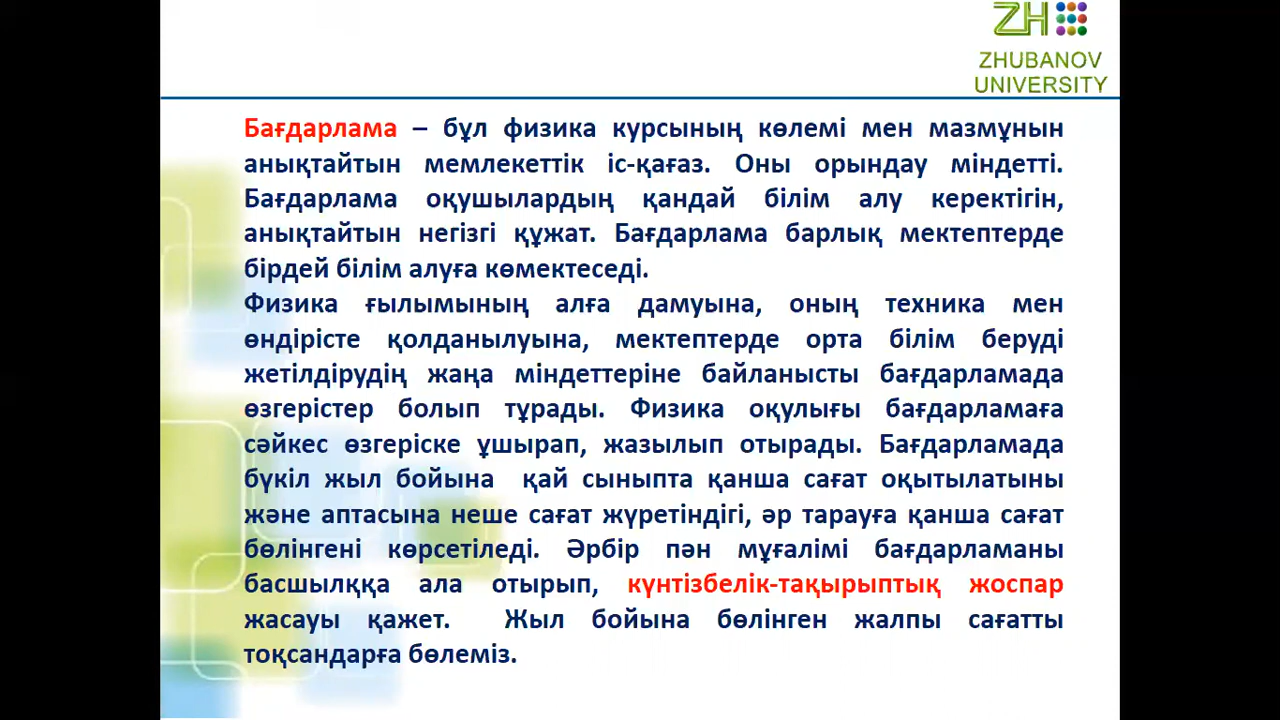 ZH
ZHUBANOV
UNIVERSITY
Бағдарлама – бұл физика курсының көлемі мен мазмұнын
анықтайтын мемлекеттік іс-қағаз. Оны орындау міндетті.
Бағдарлама оқушылардың қандай білім алу керектігін,
анықтайтын негізгі құжат. Бағдарлама барлық мектептерде
бірдей білім алуға көмектеседі.
Физика ғылымының алға дамуына, оның техника мен
өндірісте қолданылуына, мектептерде орта білім беруді
жетілдірудің жаңа міндеттеріне байланысты бағдарламада
өзгерістер болып тұрады. Физика оқулығы бағдарламаға
сәйкес өзгеріске ұшырап, жазылып отырады. Бағдарламада
бүкіл жыл бойына қай сыныпта қанша сағат оқытылатыны
және аптасына неше сағат жүретіндігі, әр тарауға қанша сағат
бөлінгені көрсетіледі. Әрбір пән мұғалімі бағдарламаны
басшылққа ала отырып, күнтізбелік-тақырыптық жоспар
жасауы қажет. Жыл бойына бөлінген жалпы сағатты
тоқсандарға бөлеміз.